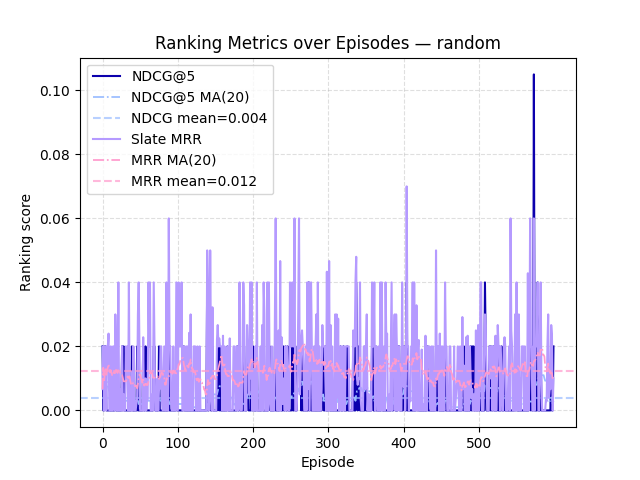 Ranking Metrics over Episodes — random
NDCG@5
NDCG@5 MA(20)
NDCG mean=0.004
Slate MRR
MRR MA(20)
MRR mean=0.012
Ranking score
0.10
0.08
0.06
0.04
0.02
0.00
0 100 200 300 400 500
Episode